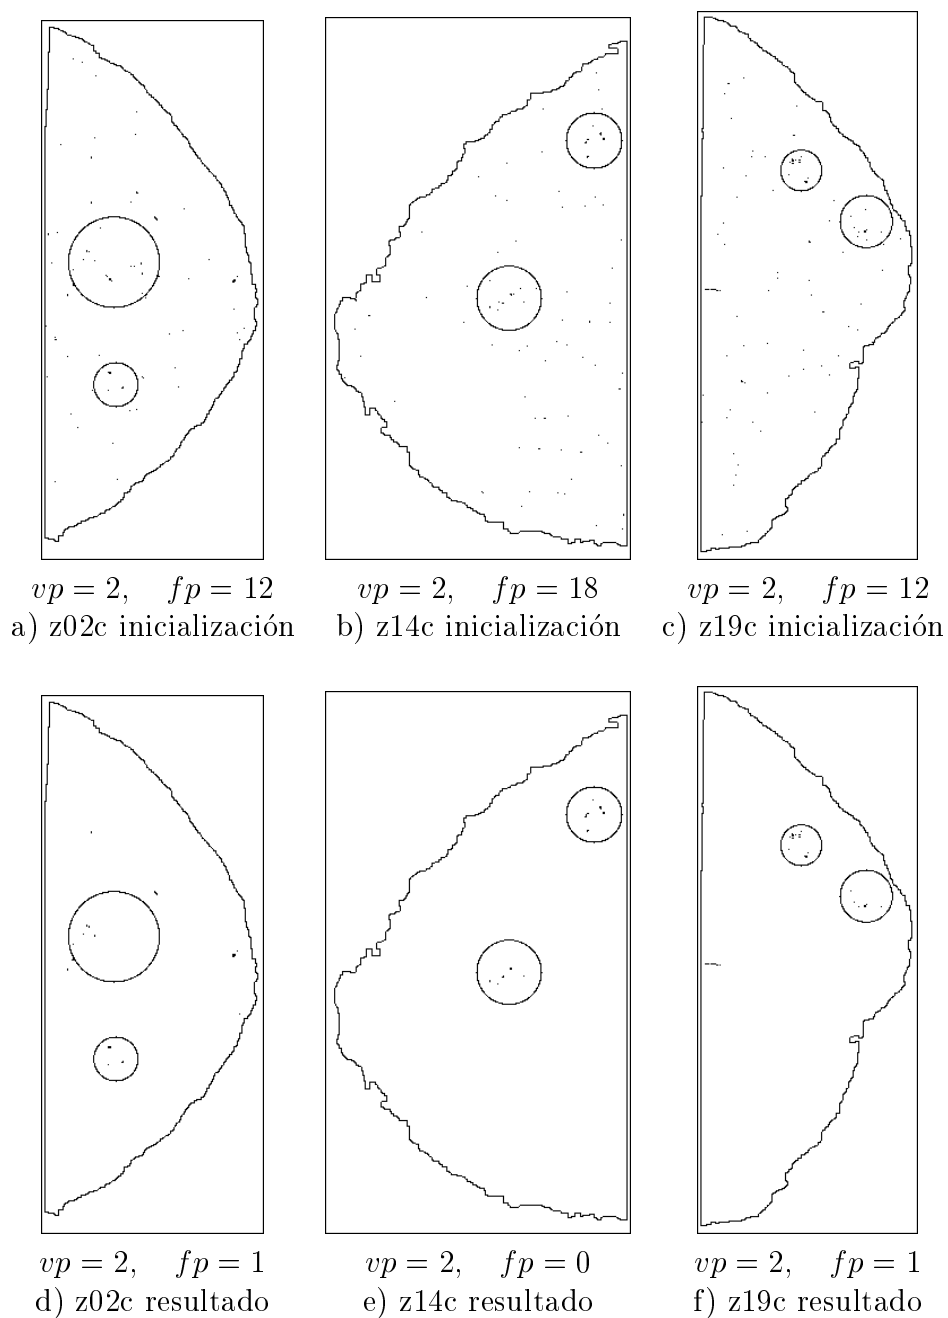 vp = 2, fp = 12
a) z02c inicialización
vp = 2, fp = 18
b) z14c inicialización
vp = 2, fp = 12
c) z19c inicialización
vp = 2, fp = 1
d) z02c resultado
vp = 2, fp = 0
e) z14c resultado
vp = 2, fp = 1
f) z19c resultado